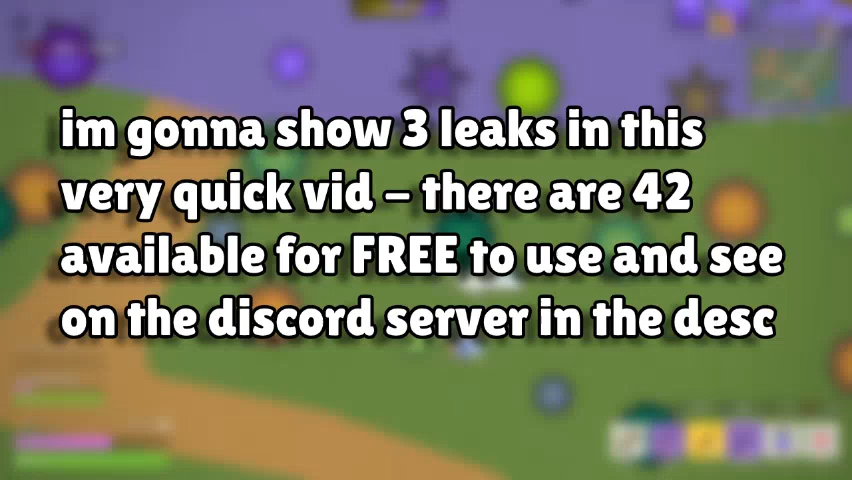 im gonna show 3 leaks in this
very quick vid – there are 42
available for FREE to use and see
on the discord server in the desc